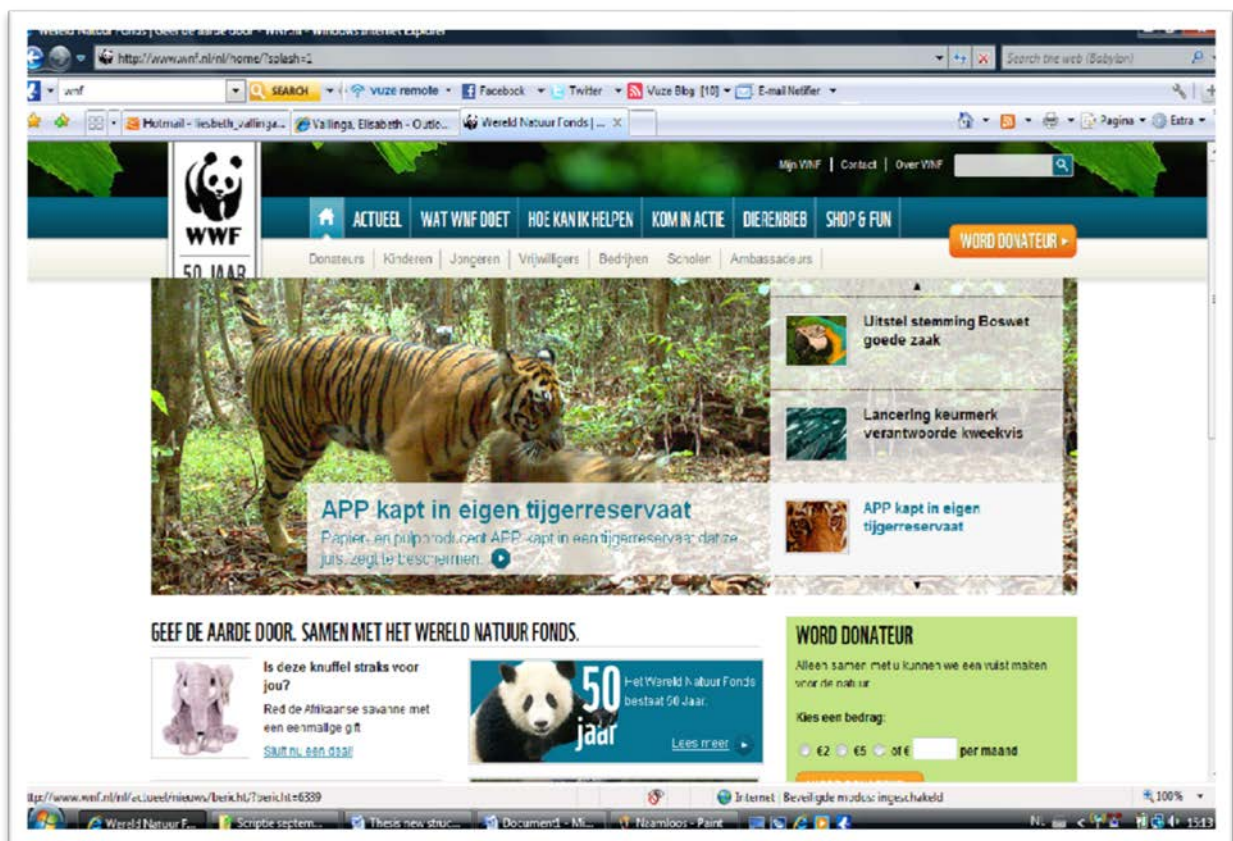 Wereld Natuur Fonds | Geef de aarde door - WNF.nl - Windows Internet Explorer
http://www.wnf.nl/nl/home/?splash=1
Search the web (Babylon)
wnf SEARCH vuze remote Facebook Twitter Vuze Blog [10] E-mail Notifier
Hotmail - liesbeth_vallinga... Vallinga, Elisabeth - Outlo... Wereld Natuur Fonds | ... X Pagina Extra
Mijn WNF | Contact | Over WNF
WWF
50 JAAR
ACTUEEL WAT WNF DOET HOE KAN IK HELPEN KOM IN ACTIE DIERENBIEB SHOP & FUN
WORD DONATEUR
Donateurs | Kinderen | Jongeren | Vrijwilligers | Bedrijven Scholen | Ambassadeurs |
Uitstel stemming Boswet
goede zaak
Lancering keurmerk
verantwoorde kweekvis
APP kapt in eigen
tijgerreservaat
APP kapt in eigen tijgerreservaat
Papier- en pulpproducent APP kapt in een tijgerreservaat dat ze
juist zegt te beschermen.
GEEF DE AARDE DOOR. SAMEN MET HET WERELD NATUUR FONDS.
Is deze knuffel straks voor
jou?
Red de Afrikaanse savanne met
een eenmalige gift
Sluit nu een deal!
50
jaar
Het Wereld Natuur Fonds
bestaat 50 Jaar.
Lees meer
WORD DONATEUR
Alleen samen met u kunnen we een vuist maken
voor de natuur
Kies een bedrag:
€2 €5 of € per maand
WORD DONATEUR
http://www.wnf.nl/nl/actueel/nieuws/bericht/?bericht=6339 Internet | Beveiligde modus: ingeschakeld 100%
Wereld Natuur F... Scriptie septem... Thesis new struc... Document1 - Mi... Naamloos - Paint NL 15:13